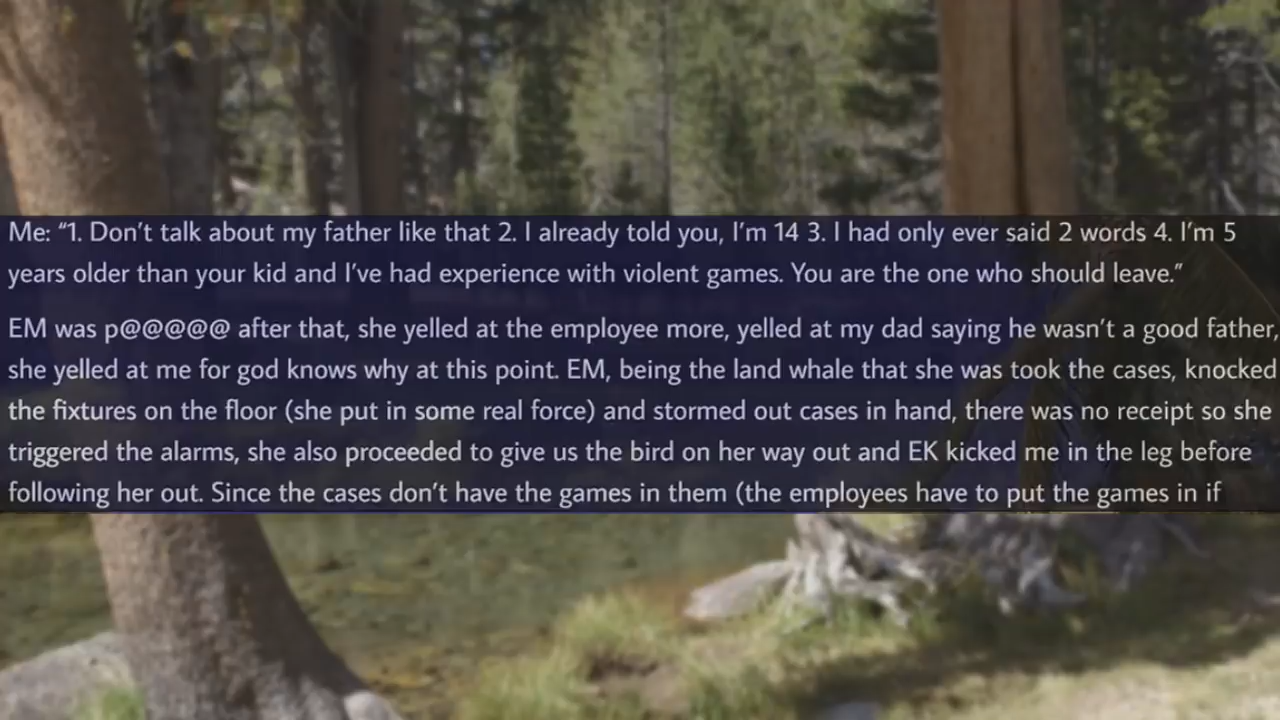 Me: “1. Don’t talk about my father like that 2. I already told you, I’m 14 3. I had only ever said 2 words 4. I’m 5
years older than your kid and I’ve had experience with violent games. You are the one who should leave.”
EM was p@@@@@ after that, she yelled at the employee more, yelled at my dad saying he wasn’t a good father,
she yelled at me for god knows why at this point. EM, being the land whale that she was took the cases, knocked
the fixtures on the floor (she put in some real force) and stormed out cases in hand, there was no receipt so she
triggered the alarms, she also proceeded to give us the bird on her way out and EK kicked me in the leg before
following her out. Since the cases don’t have the games in them (the employees have to put the games in if